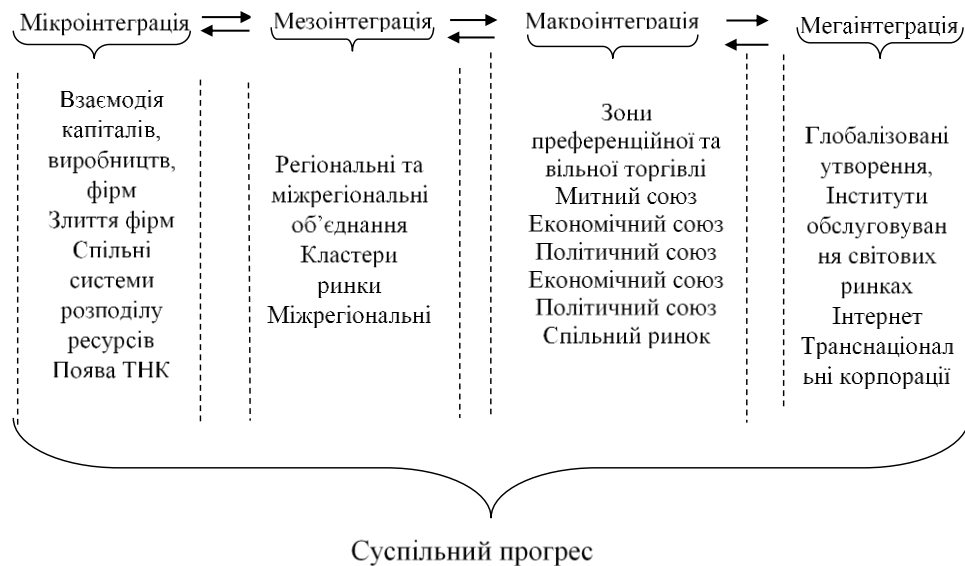 Мікроінтеграція
Мезоінтеграція
Макроінтеграція
Мегаінтеграція
Взаємодія
капіталів,
виробництв,
фірм
Злиття фірм
Спільні
системи
розподілу
ресурсів
Поява ТНК
Регіональні та
міжрегіональні
об’єднання
Кластери
ринки
Міжрегіональні
Зони
преференційної та
вільної торгівлі
Митний союз
Економічний союз
Політичний союз
Економічний союз
Політичний союз
Спільний ринок
Глобалізовані
утворення,
Інститути
обслуговуван
ня світових
ринках
Інтернет
Транснаціонал
ьні корпорації
Суспільний прогрес